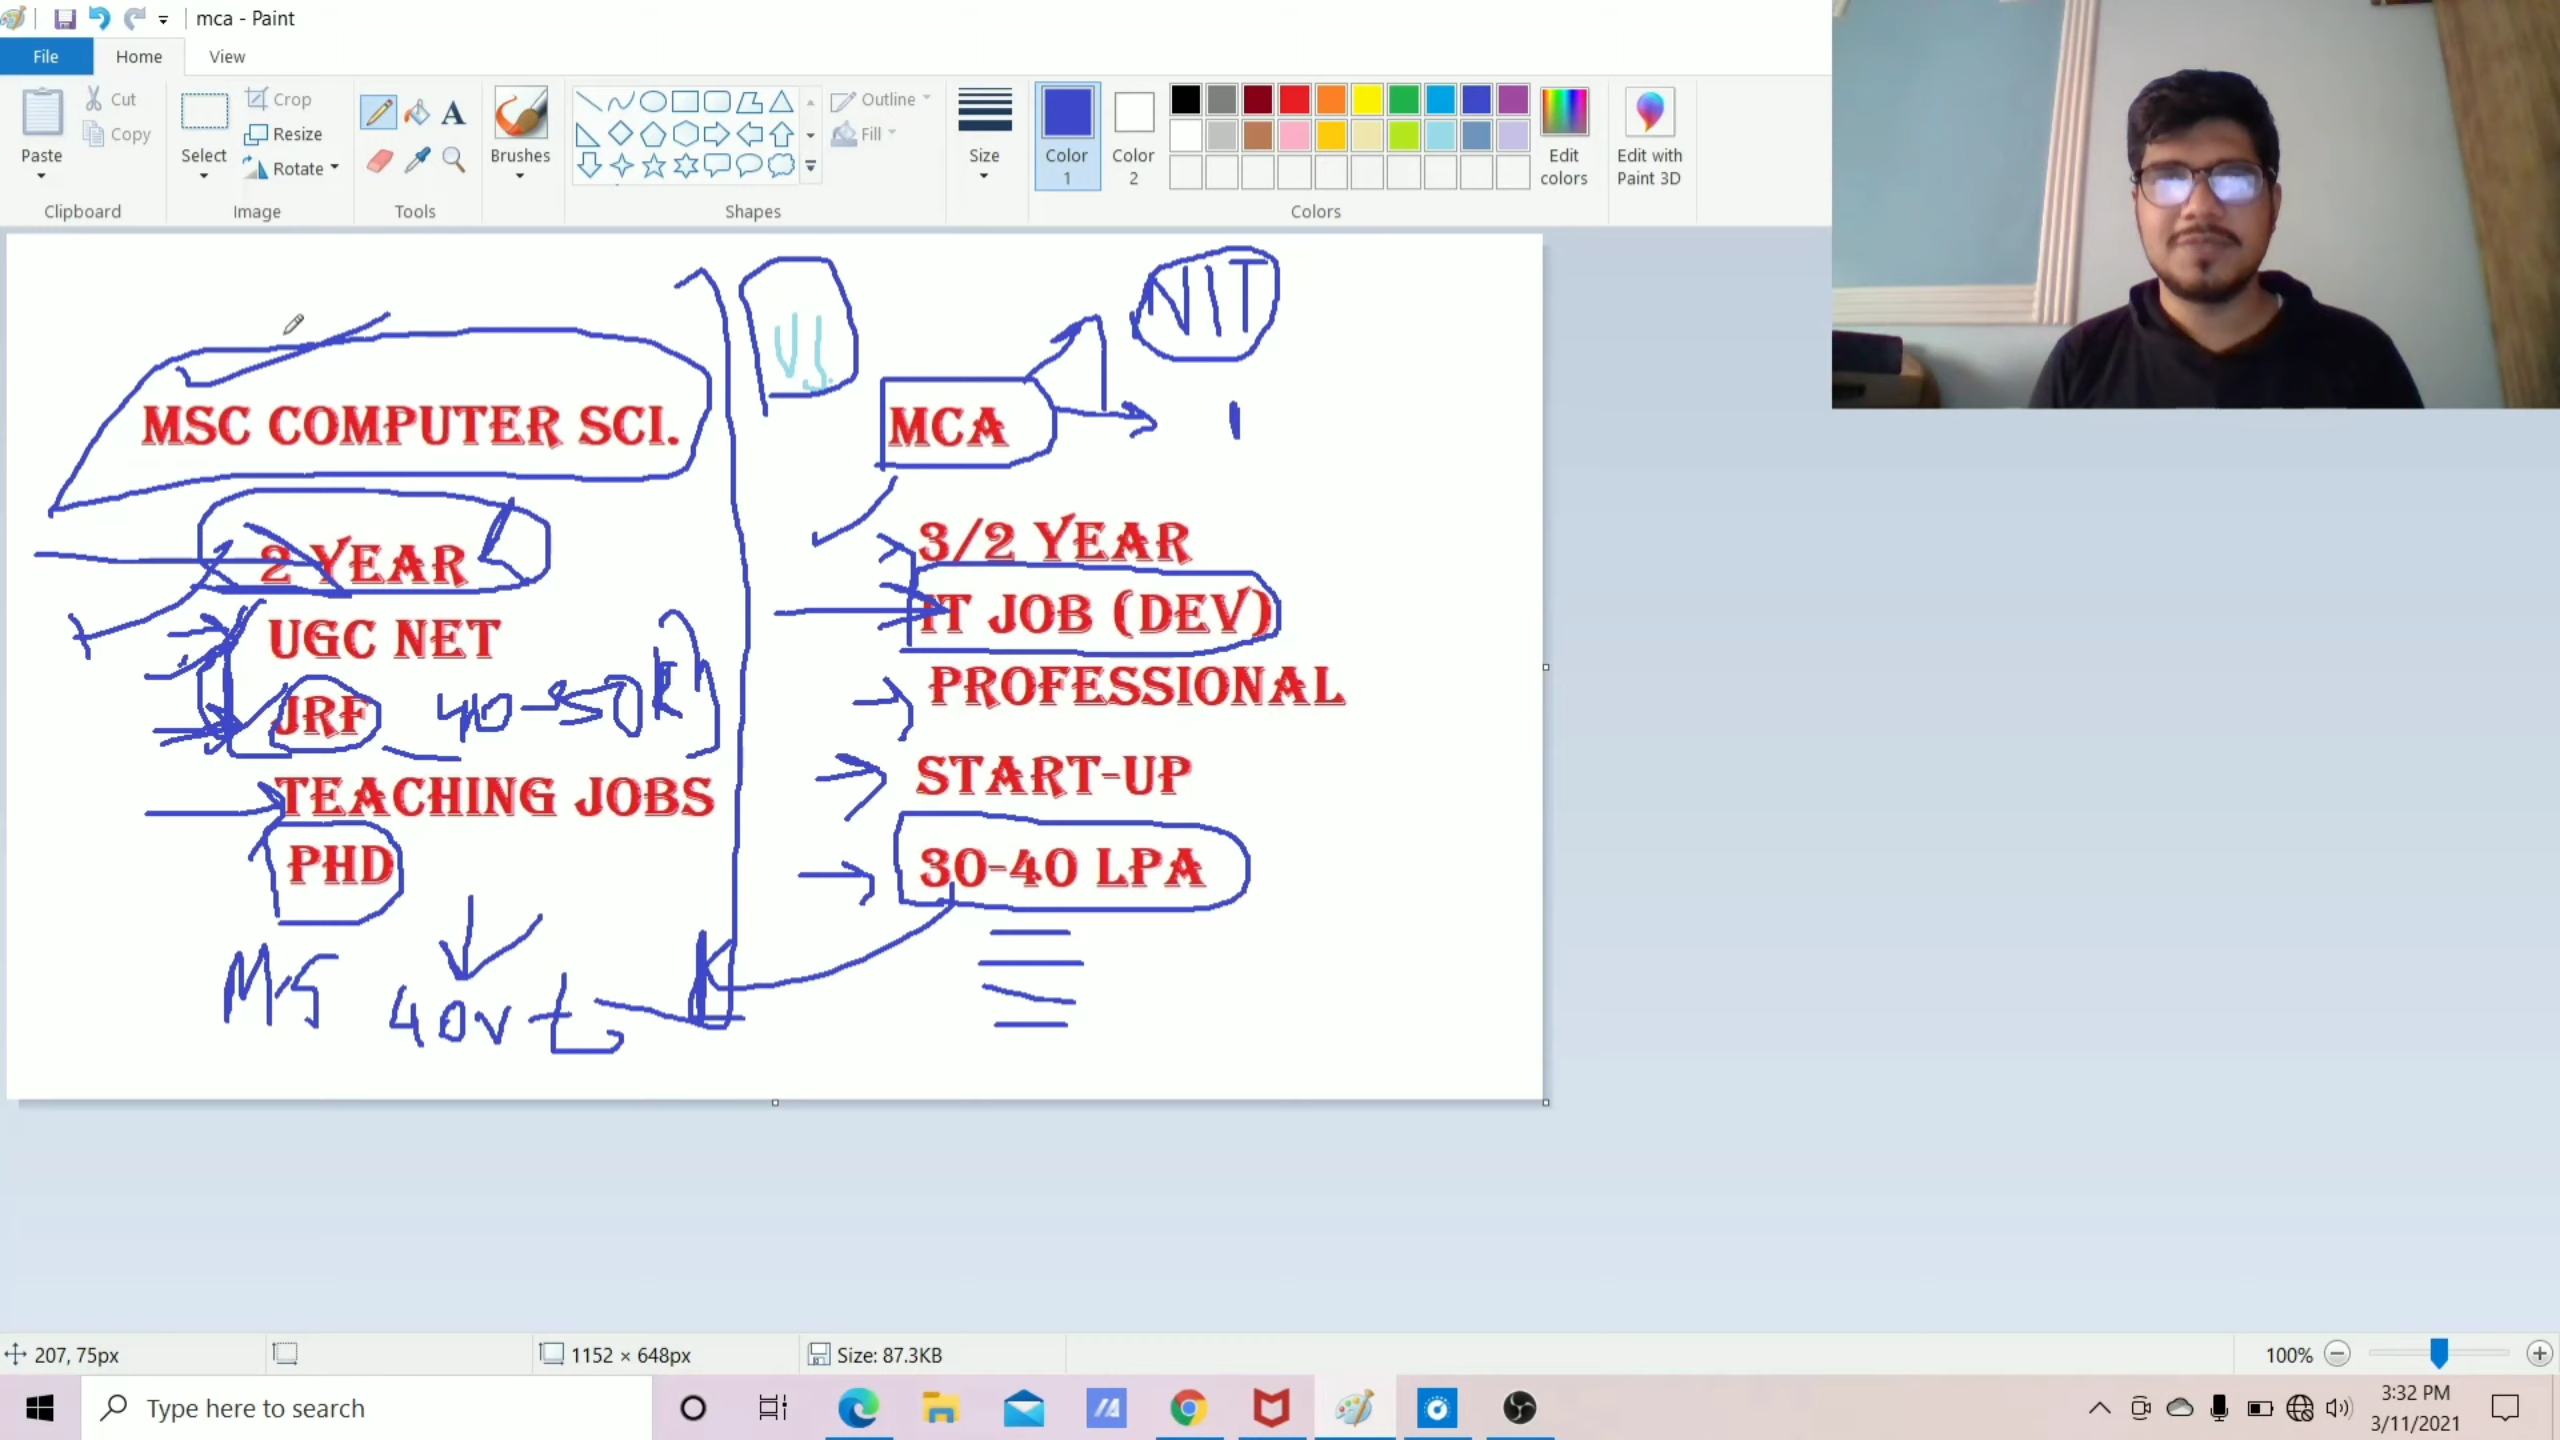 mca - Paint
File Home View
Paste Cut Copy Clipboard
Select Crop Resize Rotate Image
Tools
Brushes
Outline Fill Shapes
Size
Color 1 Color 2 Edit colors Edit with Paint 3D
Colors
NIT
VS
MSC COMPUTER SCI.
MCA
1
2 YEAR
3/2 YEAR
UGC NET
IT JOB (DEV)
JRF 40-50K
PROFESSIONAL
TEACHING JOBS
START-UP
PHD
30-40 LPA
207, 75px
1152 × 648px
Size: 87.3KB
100%
Type here to search
3:32 PM
3/11/2021